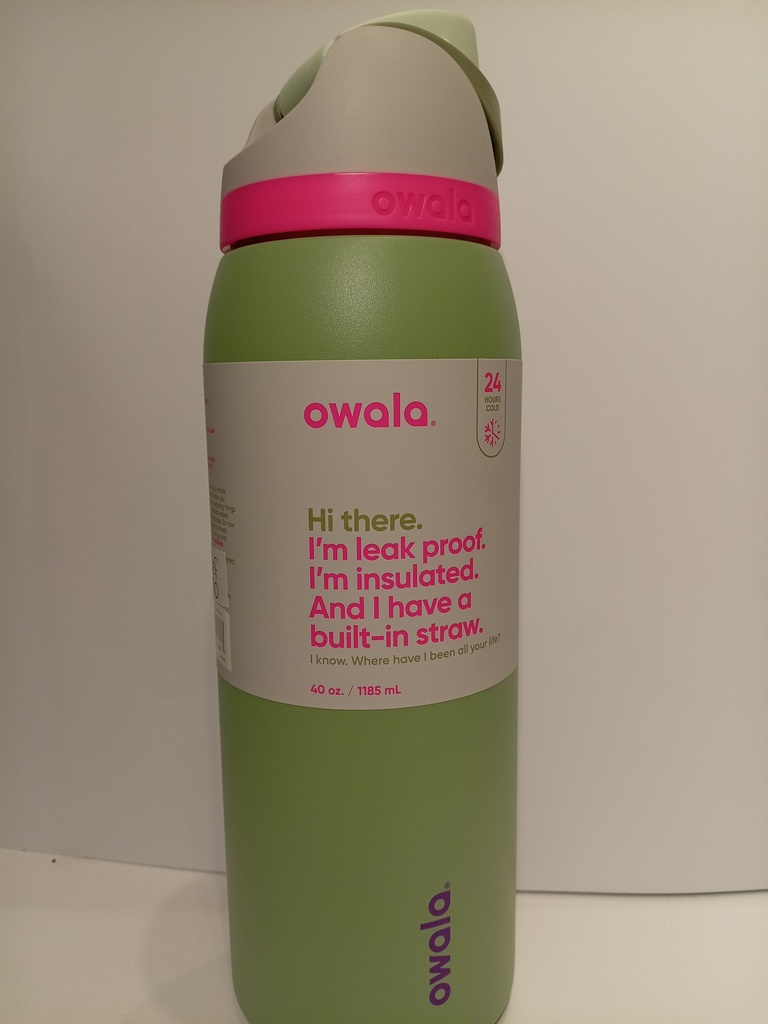 owala
owala®
24
HOURS
COLD
Hi there.
I'm leak proof.
I'm insulated.
And I have a
built-in straw.
I know. Where have I been all your life?
40 oz. / 1185 mL
owala®